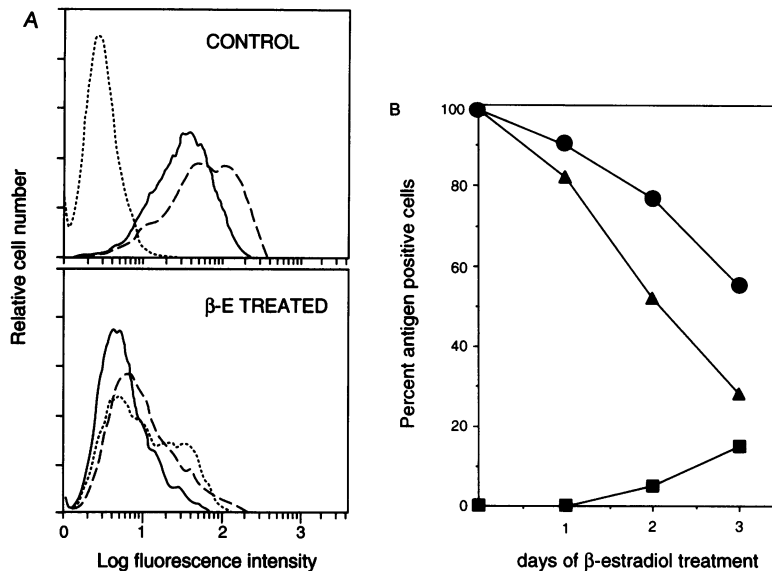 A
CONTROL
β-E TREATED
Relative cell number
0 1 2 3
Log fluorescence intensity
B
100
80
60
40
20
0
1 2 3
Percent antigen positive cells
days of β-estradiol treatment